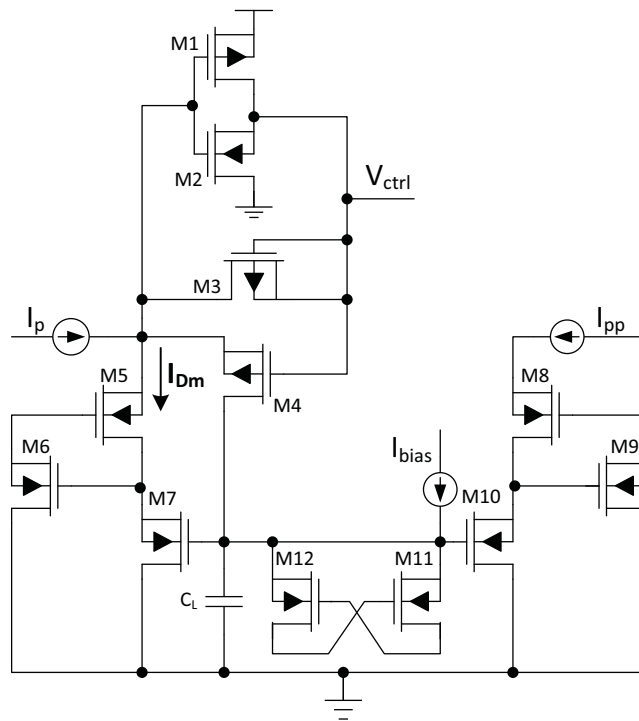 M1
M2
V_ctrl
M3
I_p
I_pp
M5
I_Dm
M8
M4
M6
M9
I_bias
M7
M10
M12
M11
C_L